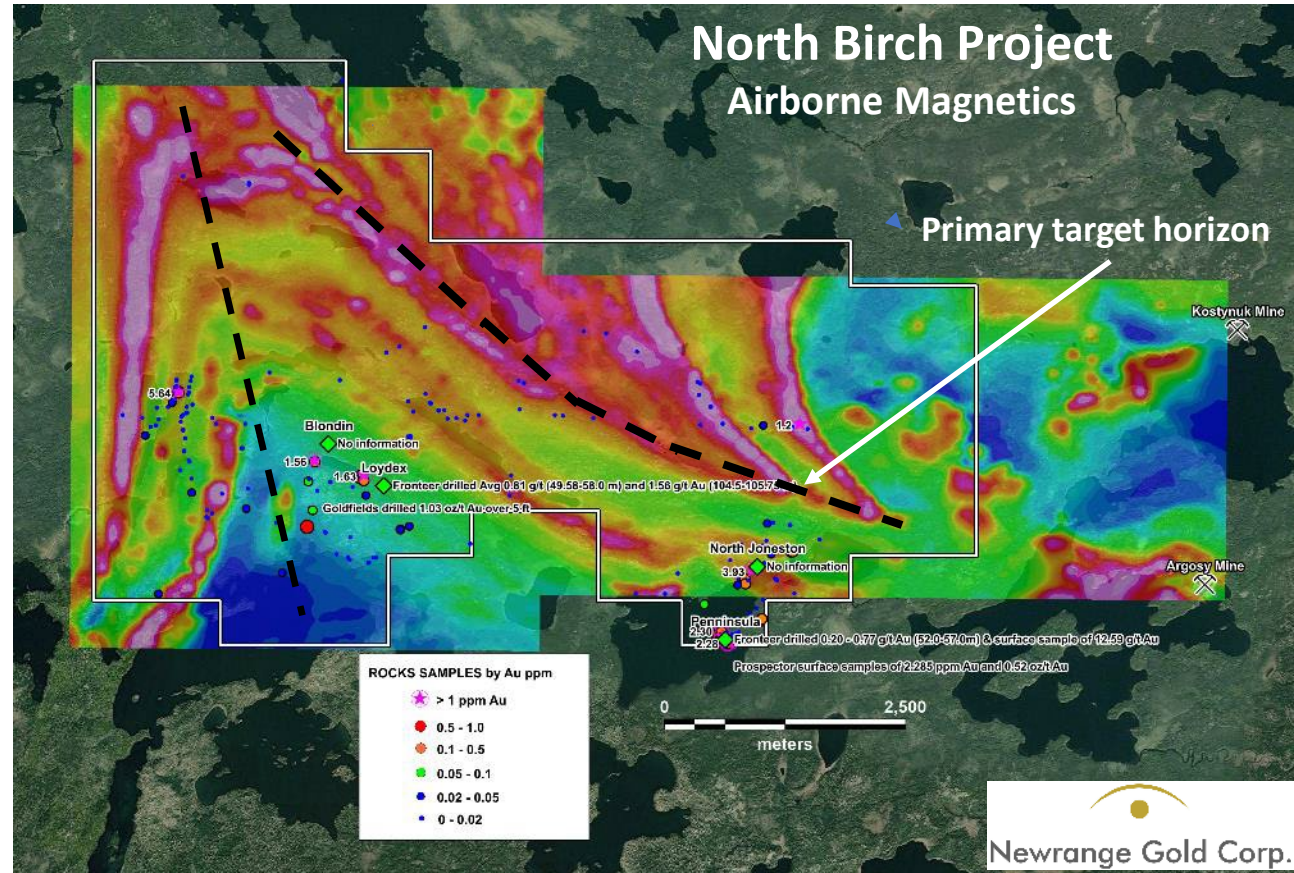 North Birch Project
Airborne Magnetics
Primary target horizon
Kostynuk Mine
5.64
1.2
Blondin
No information
1.56
Loydex
1.63
Fronteer drilled Avg 0.81 g/t (49.58-58.0 m) and 1.56 g/t Au (104.5-105.75
Goldfields drilled 1.03 oz/t Au over 5 ft
North Joneston
No information
3.93
Argosy Mine
Penninsula
2.30
2.28
Fronteer drilled 0.20 - 0.77 g/t Au (52.0-57.0m) & surface sample of 12.59 g/t Au
Prospector surface samples of 2.285 ppm Au and 0.52 oz/t Au
ROCKS SAMPLES by Au ppm
> 1 ppm Au
0.5 - 1.0
0.1 - 0.5
0.05 - 0.1
0.02 - 0.05
0 - 0.02
0 2,500
meters
Newrange Gold Corp.